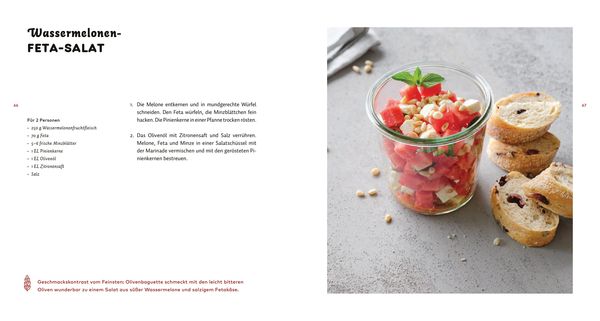 Wassermelonen-
FETA-SALAT
66
67
Für 2 Personen
– 250 g Wassermelonenfruchtfleisch
– 70 g Feta
– 5–6 frische Minzblätter
– 1 EL Pinienkerne
– 1 EL Olivenöl
– 1 EL Zitronensaft
– Salz
1. Die Melone entkernen und in mundgerechte Würfel
schneiden. Den Feta würfeln, die Minzblättchen fein
hacken. Die Pinienkerne in einer Pfanne trocken rösten.
2. Das Olivenöl mit Zitronensaft und Salz verrühren.
Melone, Feta und Minze in einer Salatschüssel mit
der Marinade vermischen und mit den gerösteten Pi-
nienkernen bestreuen.
Geschmackskontrast vom Feinsten: Olivenbaguette schmeckt mit den leicht bitteren
Oliven wunderbar zu einem Salat aus süßer Wassermelone und salzigem Fetakäse.